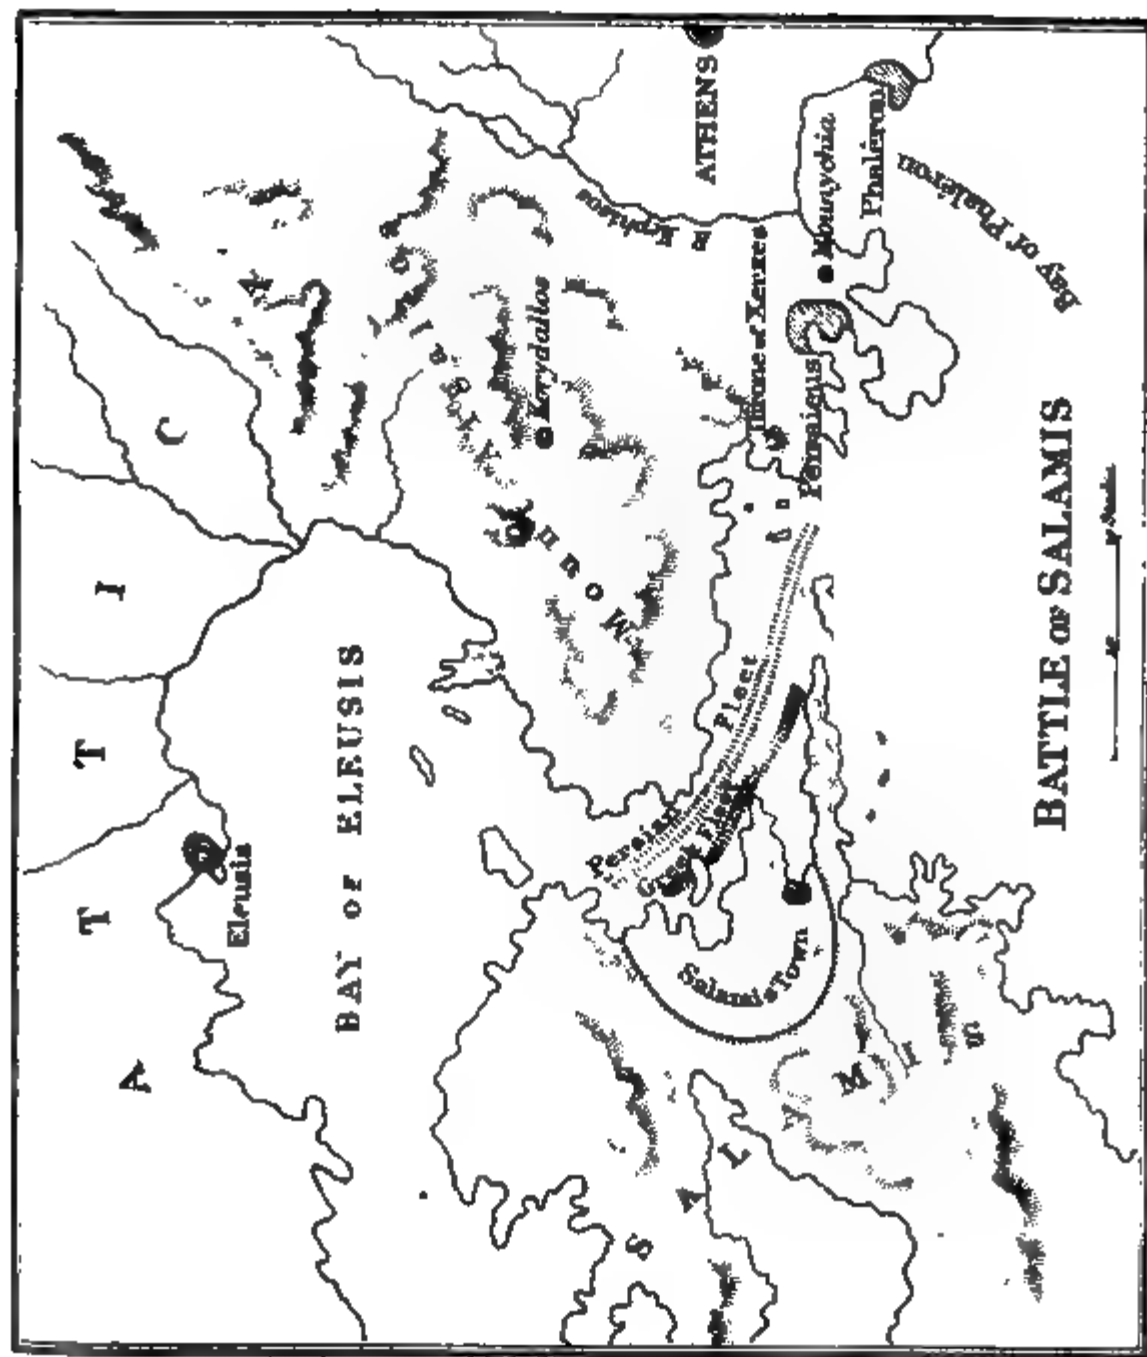 ATTICA
Eleusis
BAY OF ELEUSIS
Mount Aigaleos
Korydallos
R Kephisos
ATHENS
Throne of Xerxes
Peiraieus
Mounychia
Phaleron
Bay of Phaleron
Persian Fleet
Greek Fleet
Salamis Town
SALAMIS
BATTLE OF SALAMIS